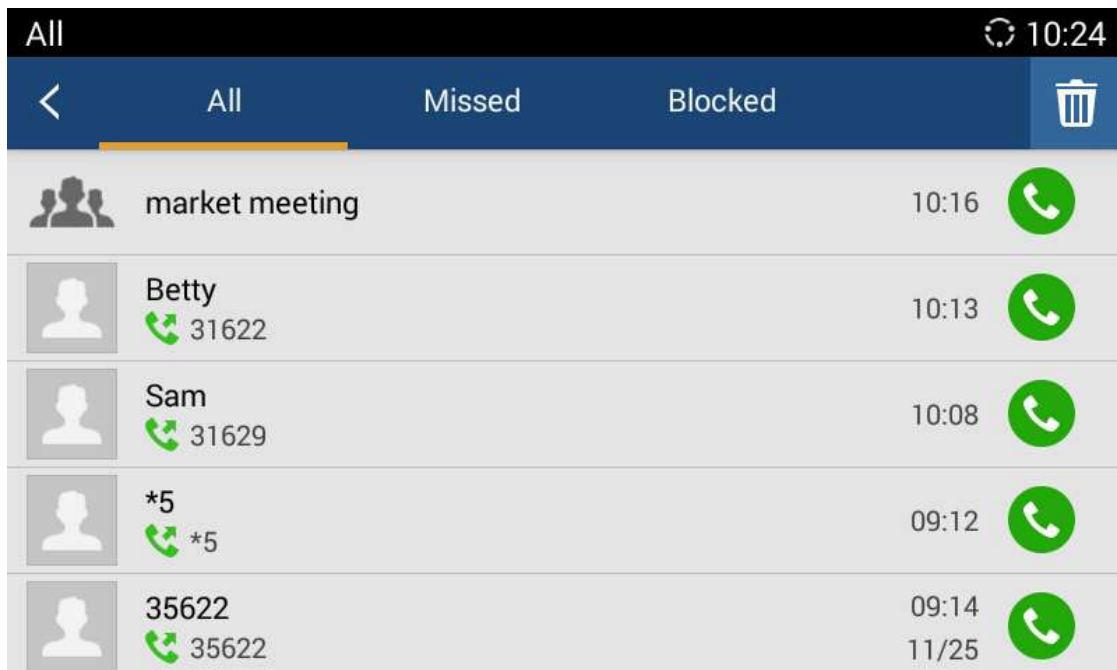 All 10:24
All Missed Blocked
market meeting 10:16
Betty
31622
10:13
Sam
31629
10:08
*5
*5
09:12
35622 09:14
35622 11/25